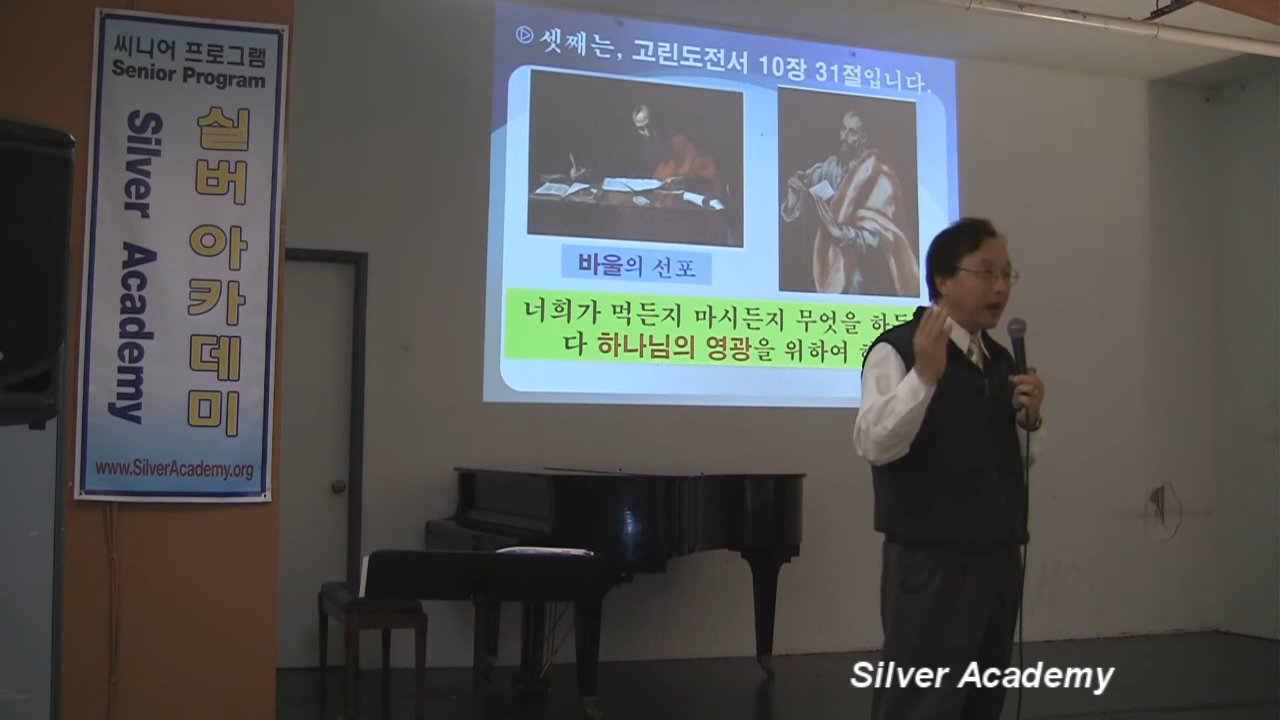 씨니어 프로그램
Senior Program
실버 아카데미
Silver Academy
www.SilverAcademy.org
셋째는, 고린도전서 10장 31절입니다.
바울의 선포
너희가 먹든지 마시든지 무엇을
다 하나님의 영광을 위하여
Silver Academy